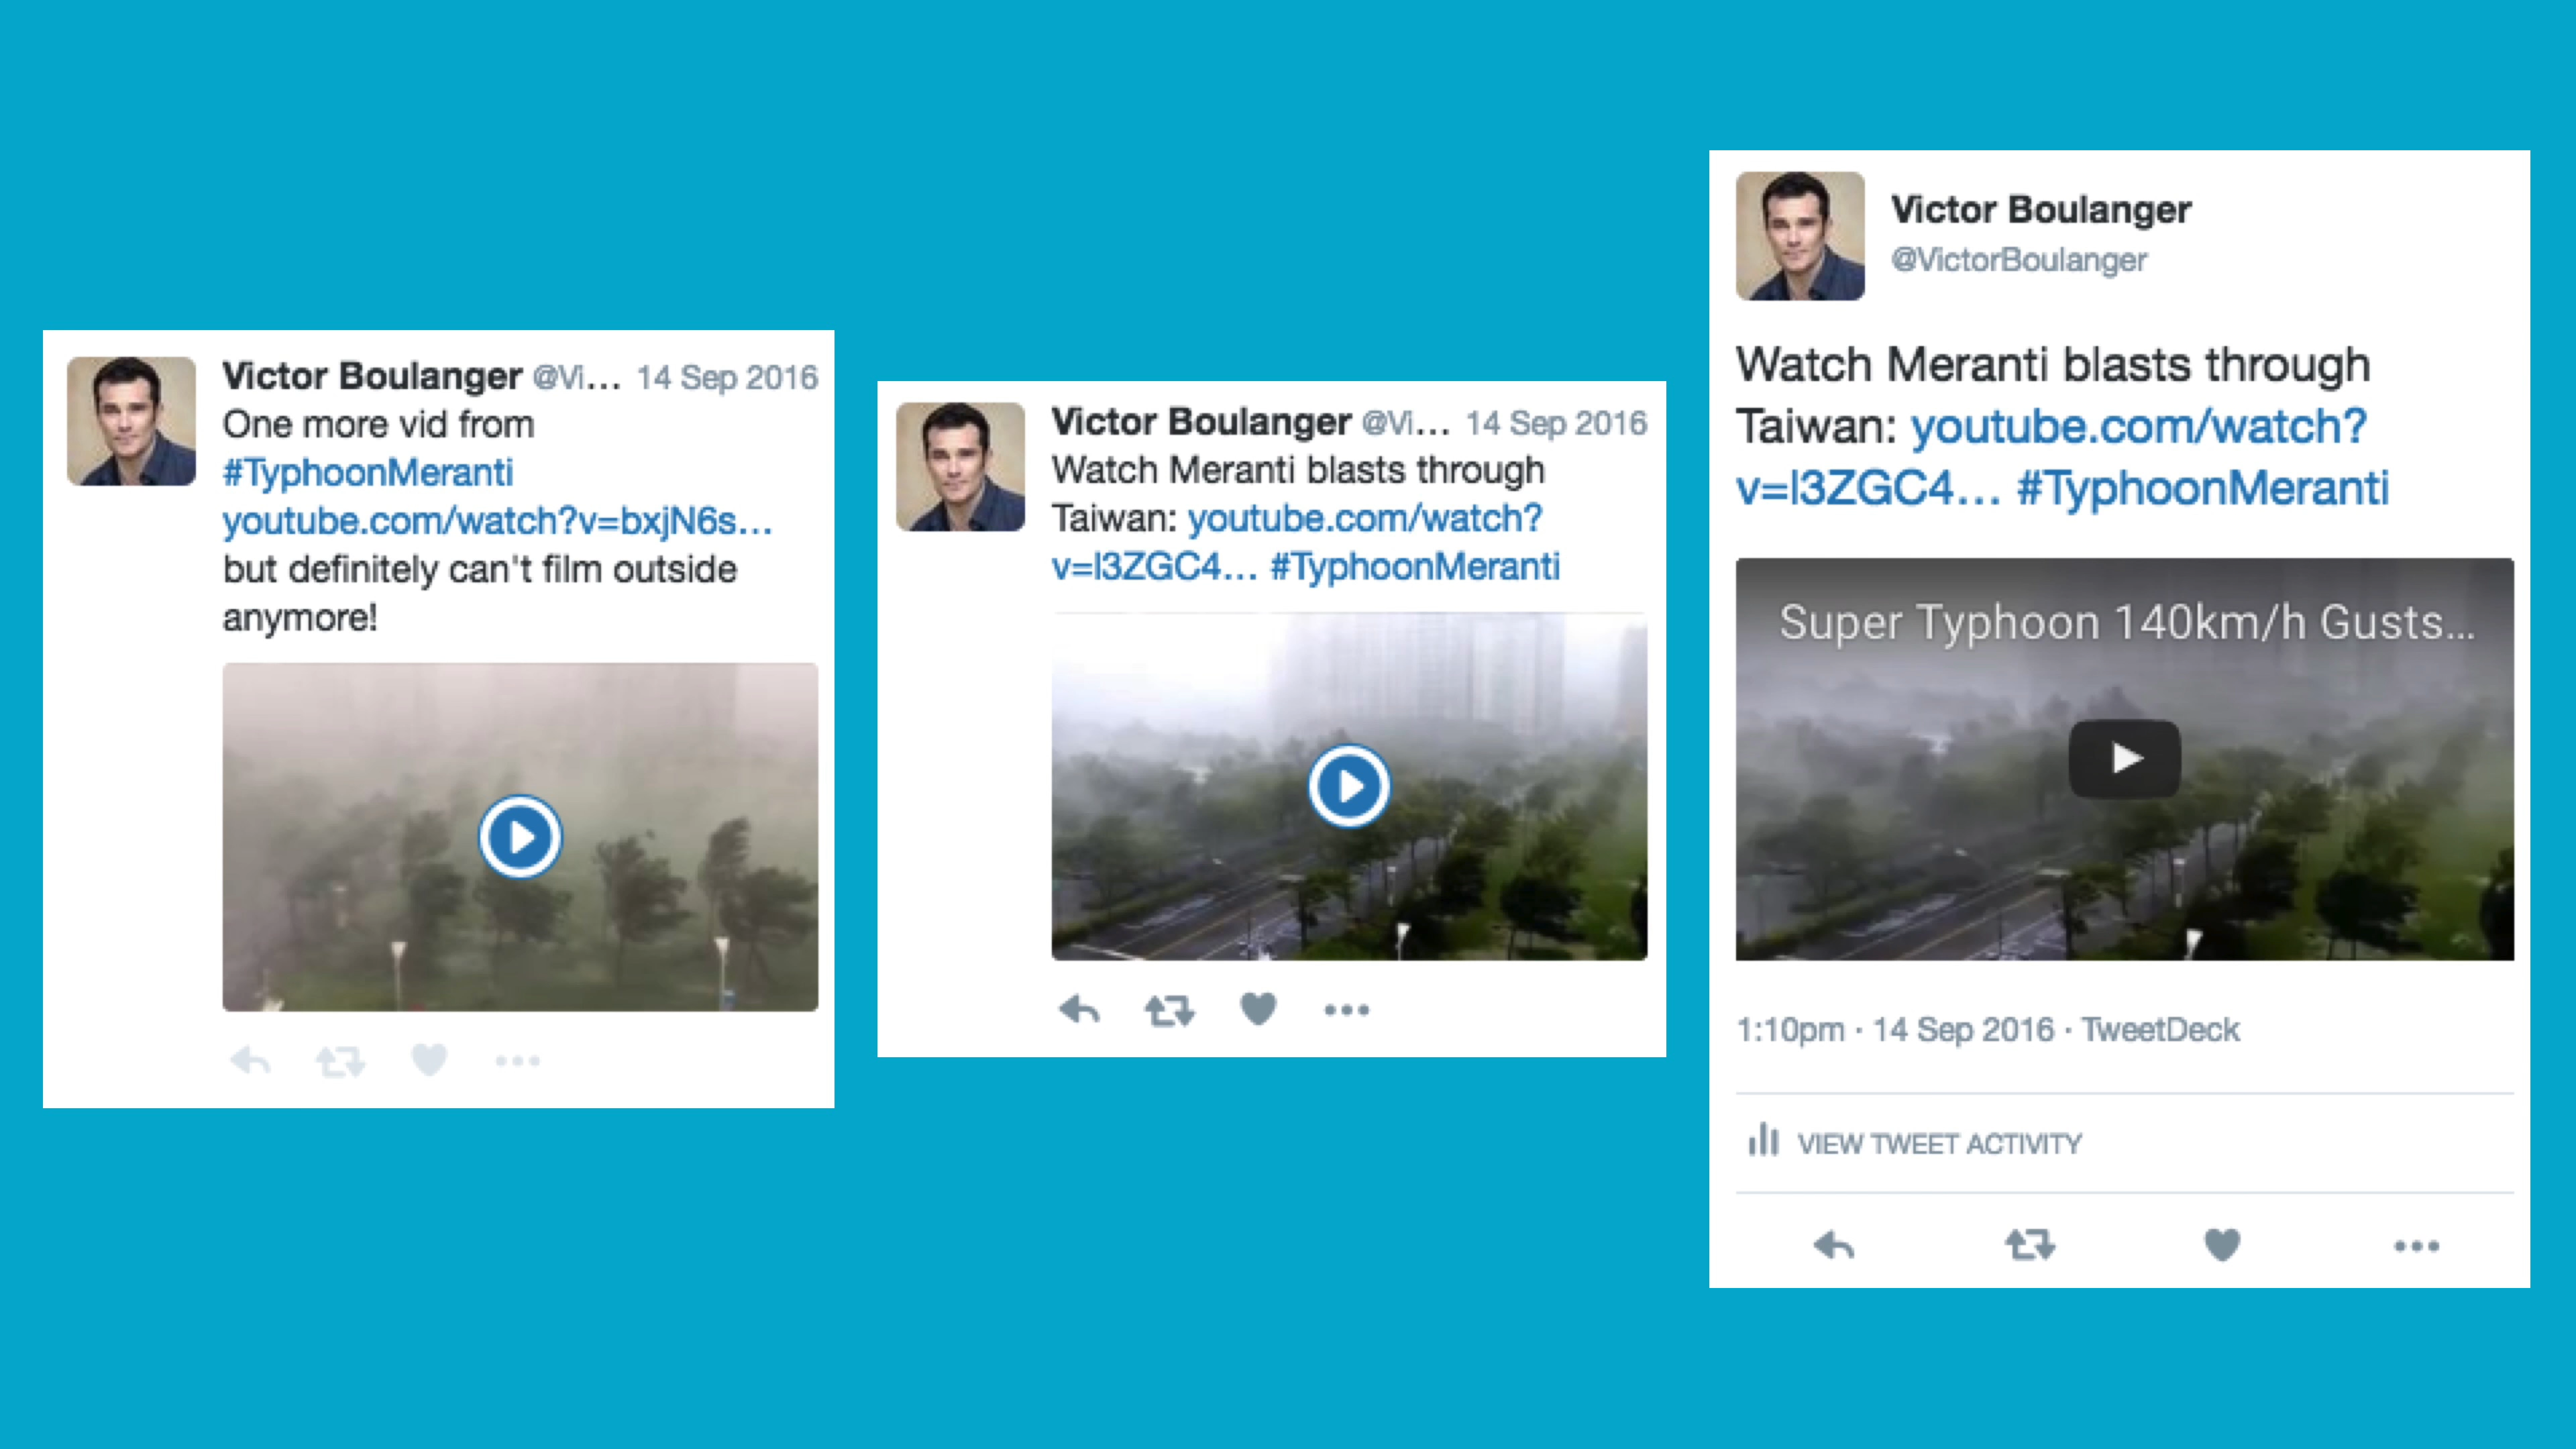 Victor Boulanger @Vi... 14 Sep 2016
One more vid from
#TyphoonMeranti
youtube.com/watch?v=bxjN6s...
but definitely can't film outside
anymore!
Victor Boulanger @Vi... 14 Sep 2016
Watch Meranti blasts through
Taiwan: youtube.com/watch?
v=I3ZGC4... #TyphoonMeranti
Victor Boulanger
@VictorBoulanger
Watch Meranti blasts through
Taiwan: youtube.com/watch?
v=I3ZGC4... #TyphoonMeranti
Super Typhoon 140km/h Gusts...
1:10pm · 14 Sep 2016 · TweetDeck
VIEW TWEET ACTIVITY